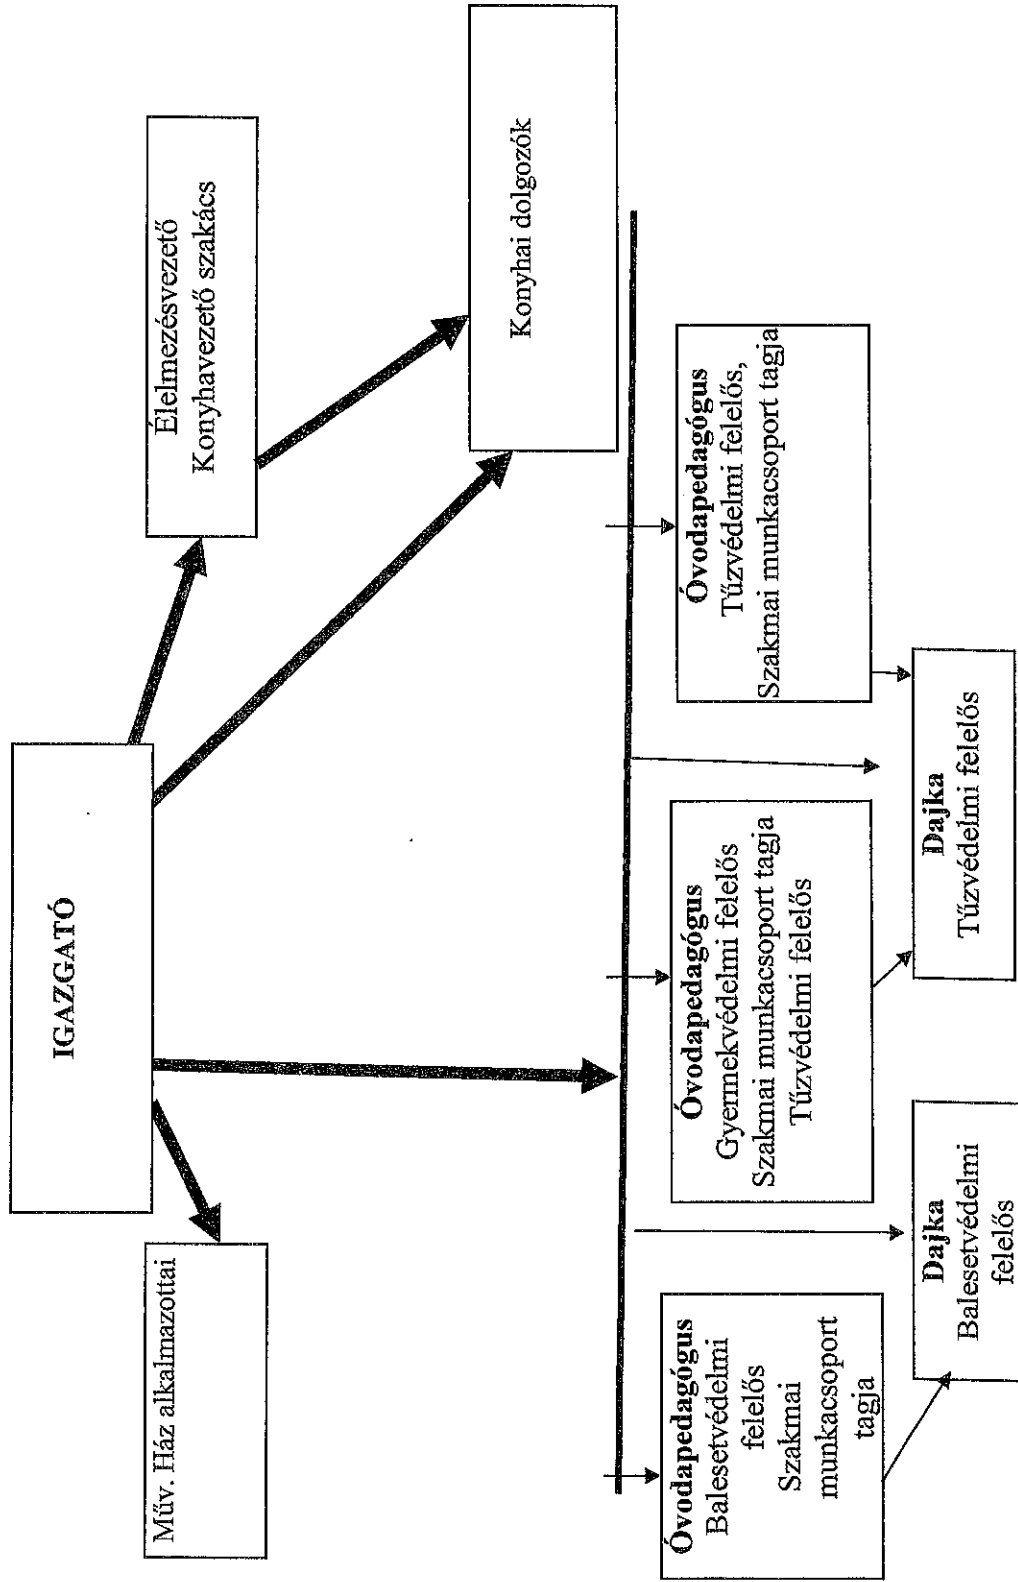 IGAZGATÓ
Műv. Ház alkalmazottai
Élelmezésvezető
Konyhavezető szakács
Konyhai dolgozók
Óvodapedagógus
Balesetvédelmi
felelős
Szakmai
munkacsoport
tagja
Óvodapedagógus
Gyermekvédelmi felelős
Szakmai munkacsoport tagja
Tűzvédelmi felelős
Óvodapedagógus
Tűzvédelmi felelős,
Szakmai munkacsoport tagja
Dajka
Balesetvédelmi
felelős
Dajka
Tűzvédelmi felelős